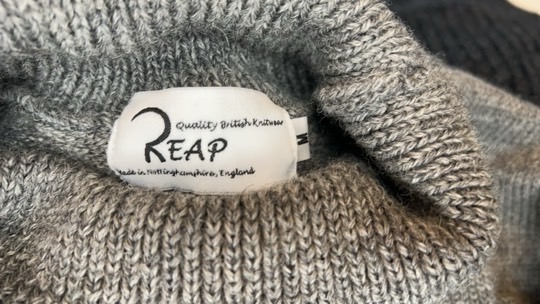 Quality British Knitwear
REAP
M
Made in Nottinghamshire, England